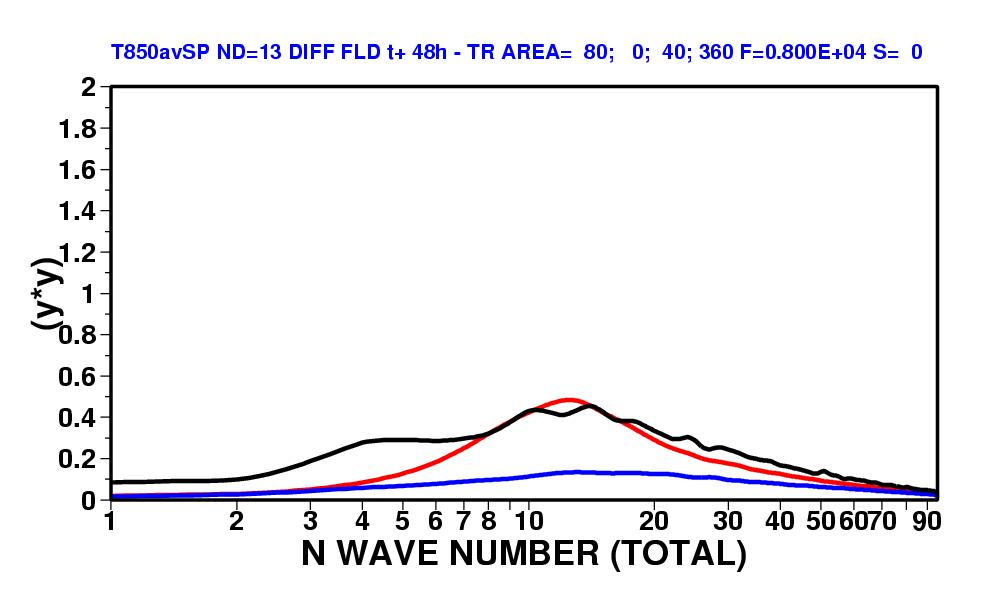 T850avSP ND=13 DIFF FLD t+ 48h - TR AREA= 80; 0; 40; 360 F=0.800E+04 S= 0
2
1.8
1.6
1.4
1.2
1
0.8
0.6
0.4
0.2
0
(y*y)
1 2 3 4 5 6 7 8 10 20 30 40 50 60 70 90
N WAVE NUMBER (TOTAL)